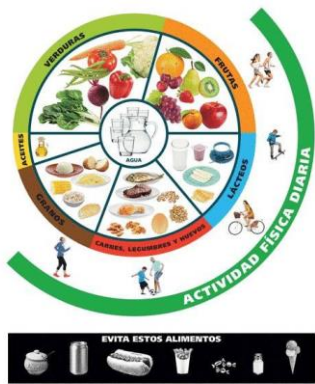 VERDURAS
FRUTAS
ACEITES
AGUA
LÁCTEOS
GRANOS
CARNES, LEGUMBRES Y HUEVOS
ACTIVIDAD FÍSICA DIARIA
EVITA ESTOS ALIMENTOS